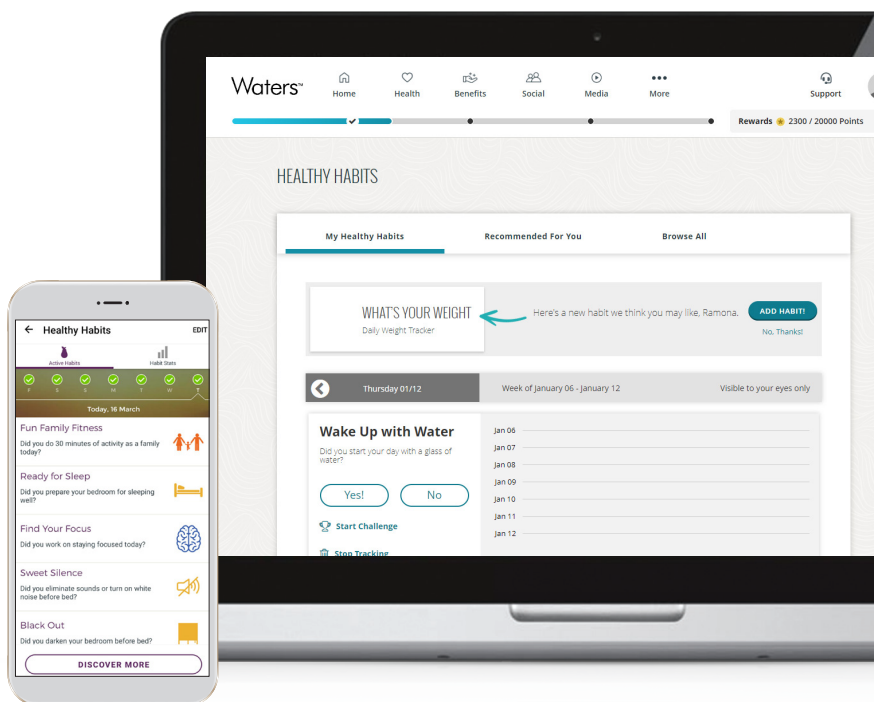 Waters™
Home
Health
Benefits
Social
Media
More
Support
Rewards 2300 / 20000 Points
HEALTHY HABITS
My Healthy Habits
Recommended For You
Browse All
WHAT'S YOUR WEIGHT
Daily Weight Tracker
Here's a new habit we think you may like, Ramona.
ADD HABIT!
No, Thanks!
Thursday 01/12
Week of January 06 - January 12
Visible to your eyes only
Wake Up with Water
Did you start your day with a glass of
water?
Yes!
No
Start Challenge
Stop Tracking
Jan 06
Jan 07
Jan 08
Jan 09
Jan 10
Jan 11
Jan 12
Healthy Habits
EDIT
Active Habits
Habit Stats
F S S M T W T
Today, 16 March
Fun Family Fitness
Did you do 30 minutes of activity as a family
today?
Ready for Sleep
Did you prepare your bedroom for sleeping
well?
Find Your Focus
Did you work on staying focused today?
Sweet Silence
Did you eliminate sounds or turn on white
noise before bed?
Black Out
Did you darken your bedroom before bed?
DISCOVER MORE